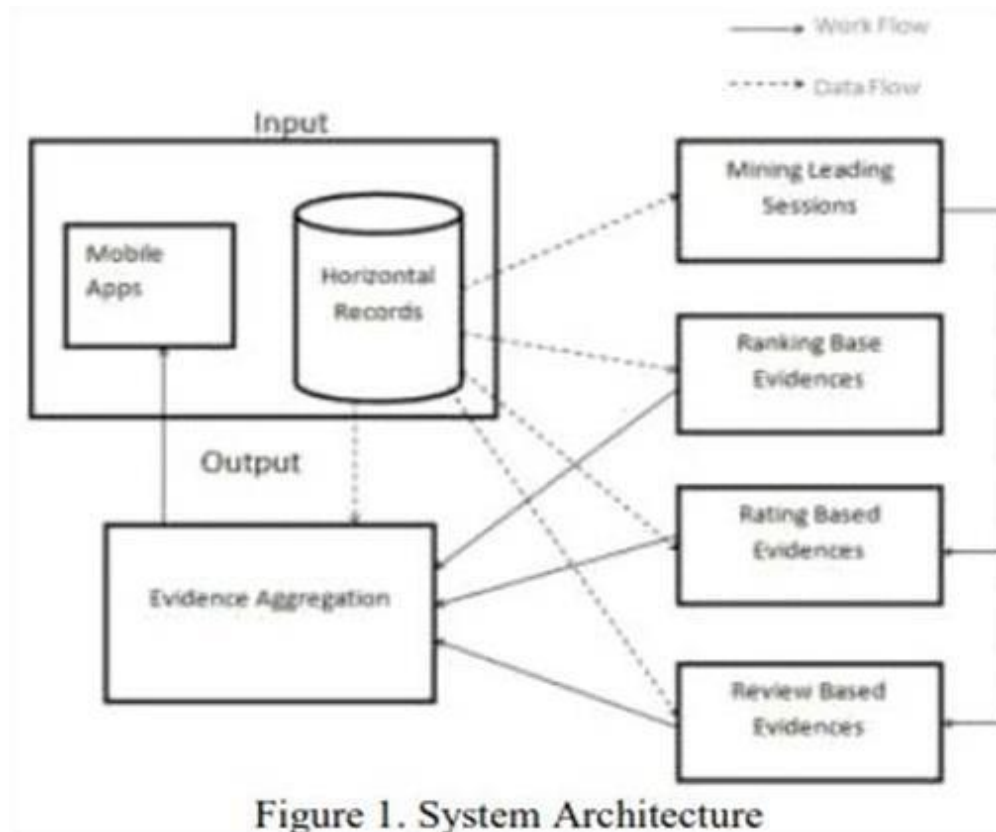 Work Flow
Data Flow
Input
Mobile
Apps
Horizontal
Records
Mining Leading
Sessions
Ranking Base
Evidences
Output
Rating Based
Evidences
Evidence Aggregation
Review Based
Evidences
Figure 1. System Architecture